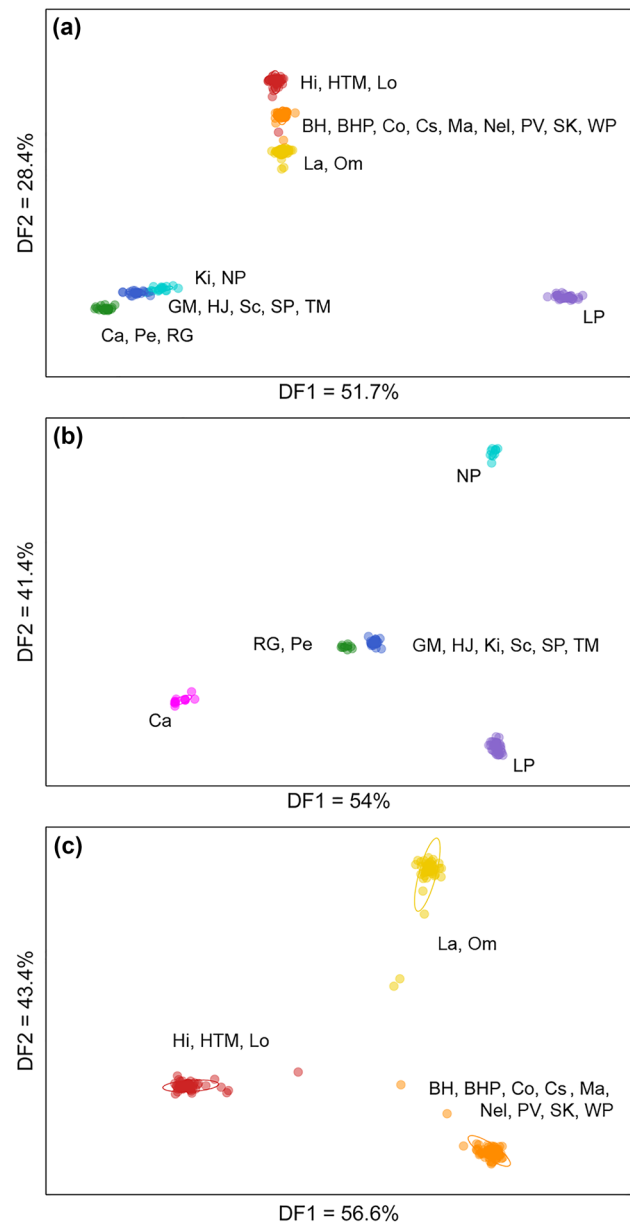 (a)
Hi, HTM, Lo
BH, BHP, Co, Cs, Ma, Nel, PV, SK, WP
La, Om
DF2 = 28.4%
Ki, NP
GM, HJ, Sc, SP, TM
LP
Ca, Pe, RG
DF1 = 51.7%
(b)
NP
DF2 = 41.4%
RG, Pe
GM, HJ, Ki, Sc, SP, TM
Ca
LP
DF1 = 54%
(c)
La, Om
DF2 = 43.4%
Hi, HTM, Lo
BH, BHP, Co, Cs, Ma,
Nel, PV, SK, WP
DF1 = 56.6%